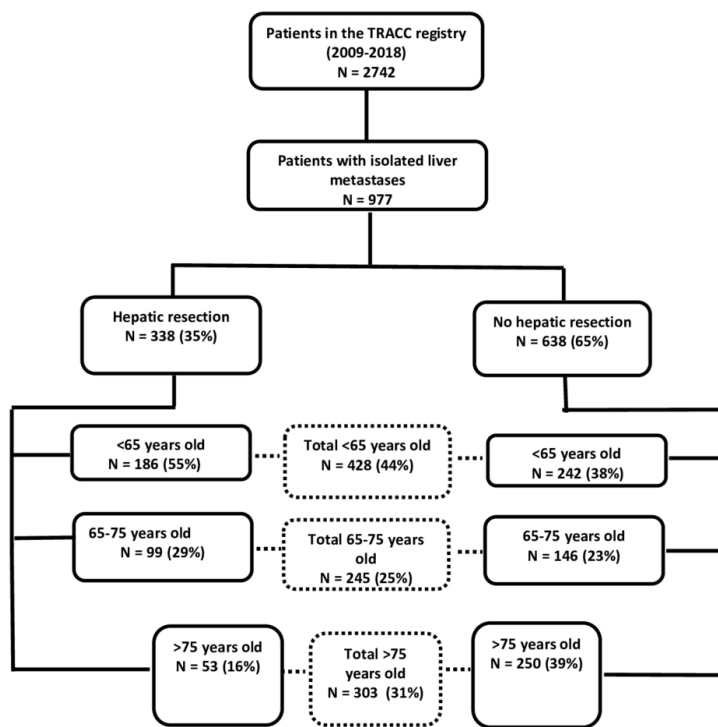 Patients in the TRACC registry
(2009-2018)
N = 2742
Patients with isolated liver
metastases
N = 977
Hepatic resection
N = 338 (35%)
No hepatic resection
N = 638 (65%)
<65 years old
N = 186 (55%)
Total <65 years old
N = 428 (44%)
<65 years old
N = 242 (38%)
65-75 years old
N = 99 (29%)
Total 65-75 years
old
N = 245 (25%)
65-75 years old
N = 146 (23%)
>75 years old
N = 53 (16%)
Total >75
years old
N = 303 (31%)
>75 years old
N = 250 (39%)